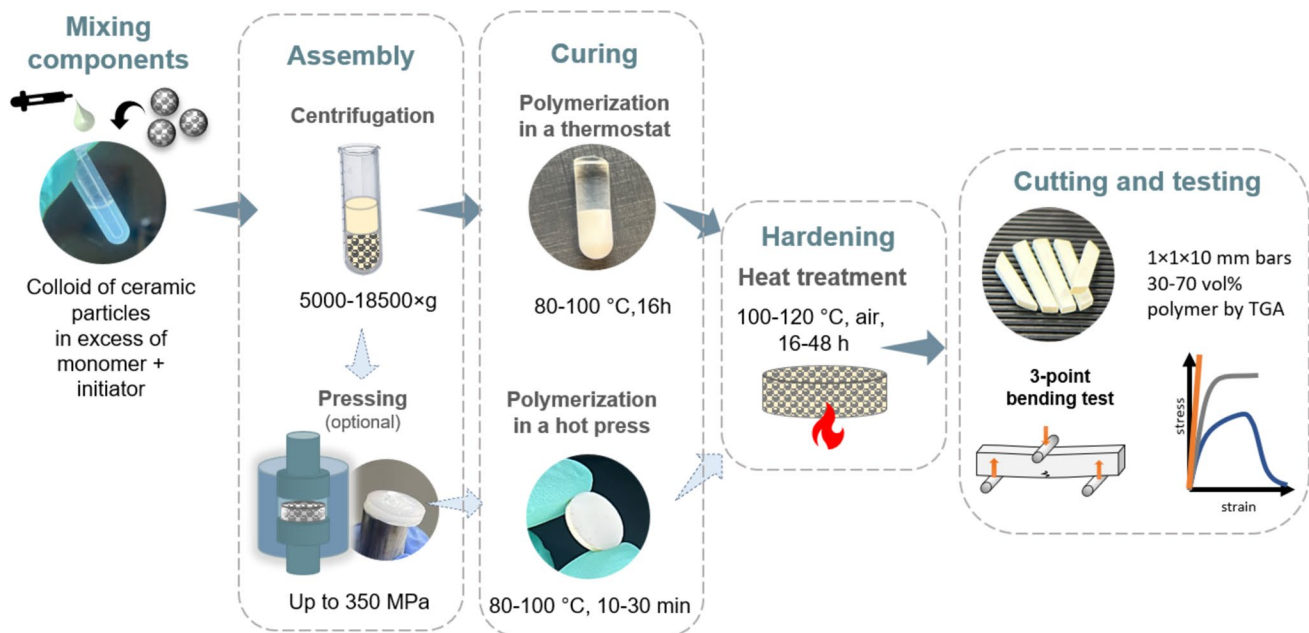 Mixing
components
Colloid of ceramic
particles
in excess of
monomer +
initiator
Assembly
Centrifugation
5000-18500×g
Pressing
(optional)
Up to 350 MPa
Curing
Polymerization
in a thermostat
80-100 °C,16h
Polymerization
in a hot press
80-100 °C, 10-30 min
Hardening
Heat treatment
100-120 °C, air,
16-48 h
Cutting and testing
1×1×10 mm bars
30-70 vol%
polymer by TGA
3-point
bending test
stress
strain